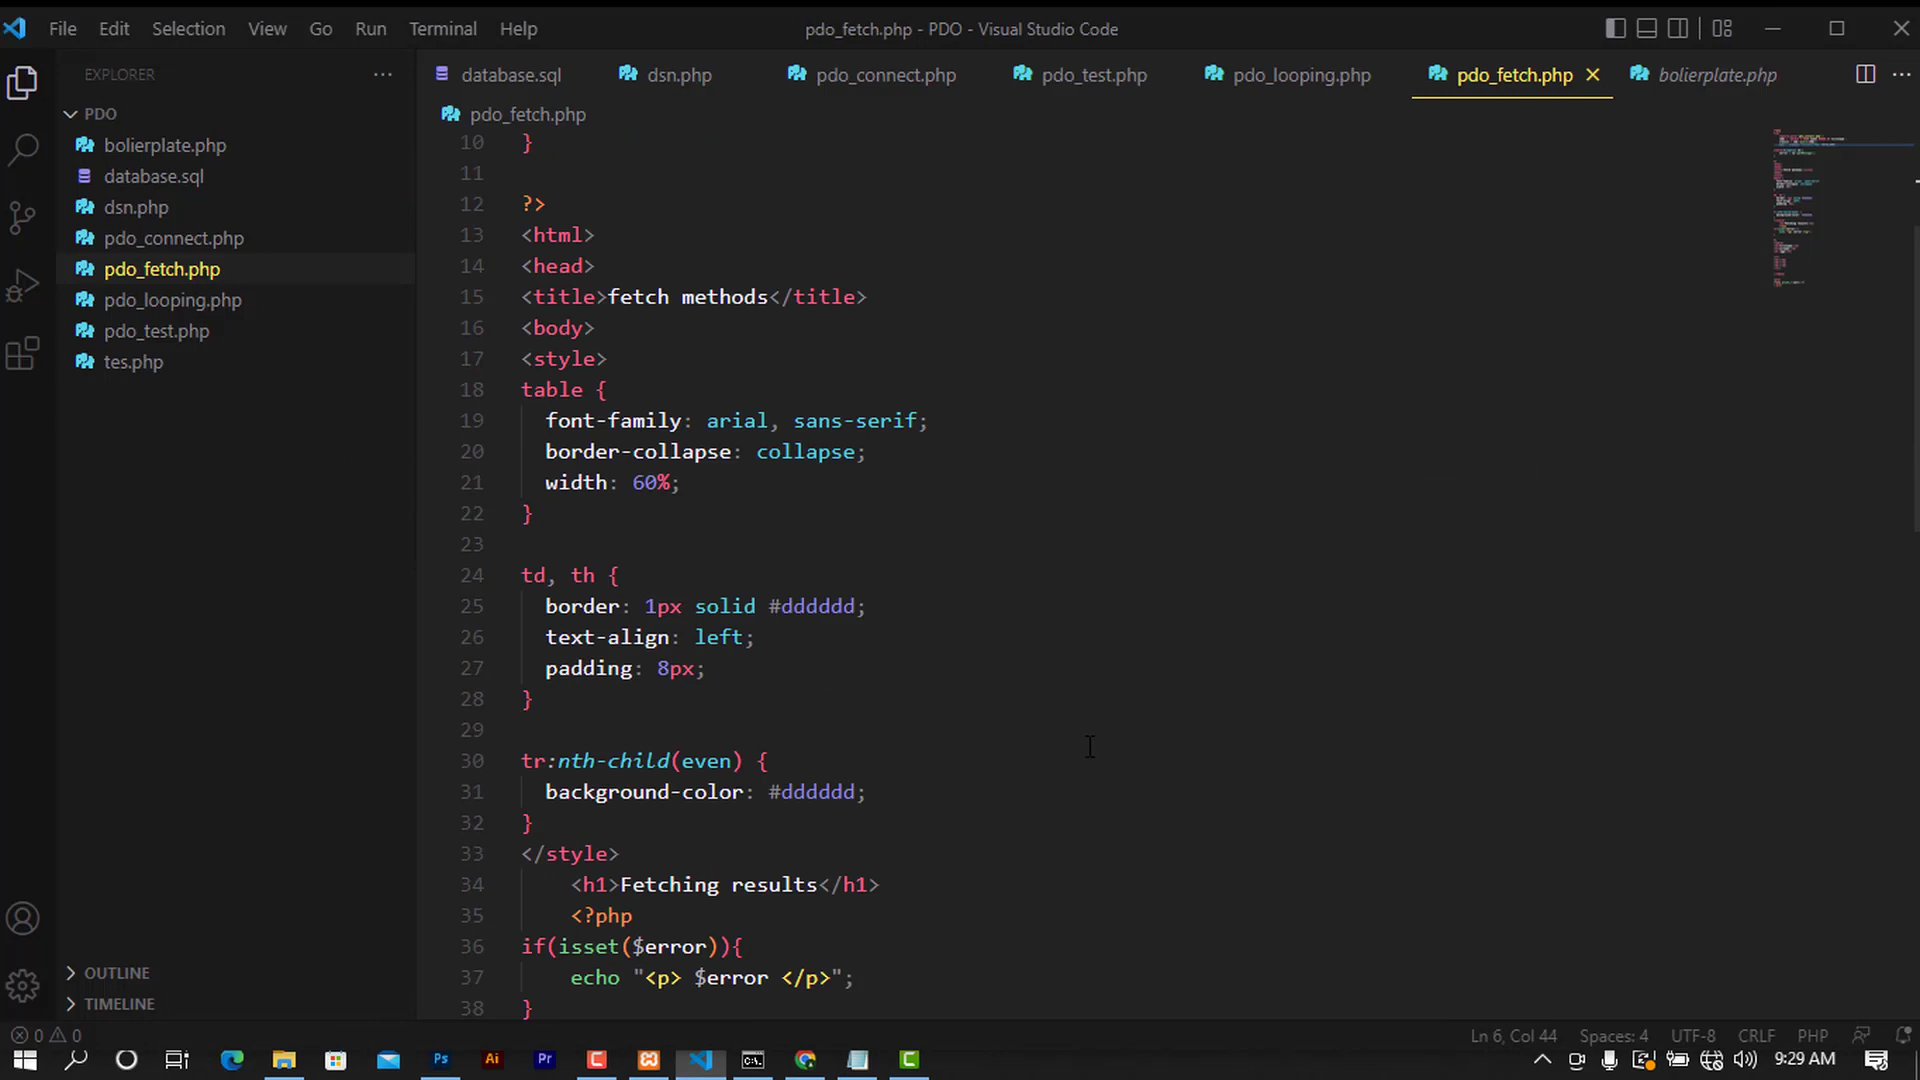 File Edit Selection View Go Run Terminal Help
pdo_fetch.php - PDO - Visual Studio Code
EXPLORER
PDO
bolierplate.php
database.sql
dsn.php
pdo_connect.php
pdo_fetch.php
pdo_looping.php
pdo_test.php
tes.php
OUTLINE
TIMELINE
database.sql dsn.php pdo_connect.php pdo_test.php pdo_looping.php pdo_fetch.php bolierplate.php
pdo_fetch.php
10 }
11
12 ?>
13 <html>
14 <head>
15 <title>fetch methods</title>
16 <body>
17 <style>
18 table {
19 font-family: arial, sans-serif;
20 border-collapse: collapse;
21 width: 60%;
22 }
23
24 td, th {
25 border: 1px solid #dddddd;
26 text-align: left;
27 padding: 8px;
28 }
29
30 tr:nth-child(even) {
31 background-color: #dddddd;
32 }
33 </style>
34 <h1>Fetching results</h1>
35 <?php
36 if(isset($error)){
37 echo "<p> $error </p>";
38 }
0 0
Ln 6, Col 44 Spaces: 4 UTF-8 CRLF PHP
Ps Ai Pr C C
9:29 AM